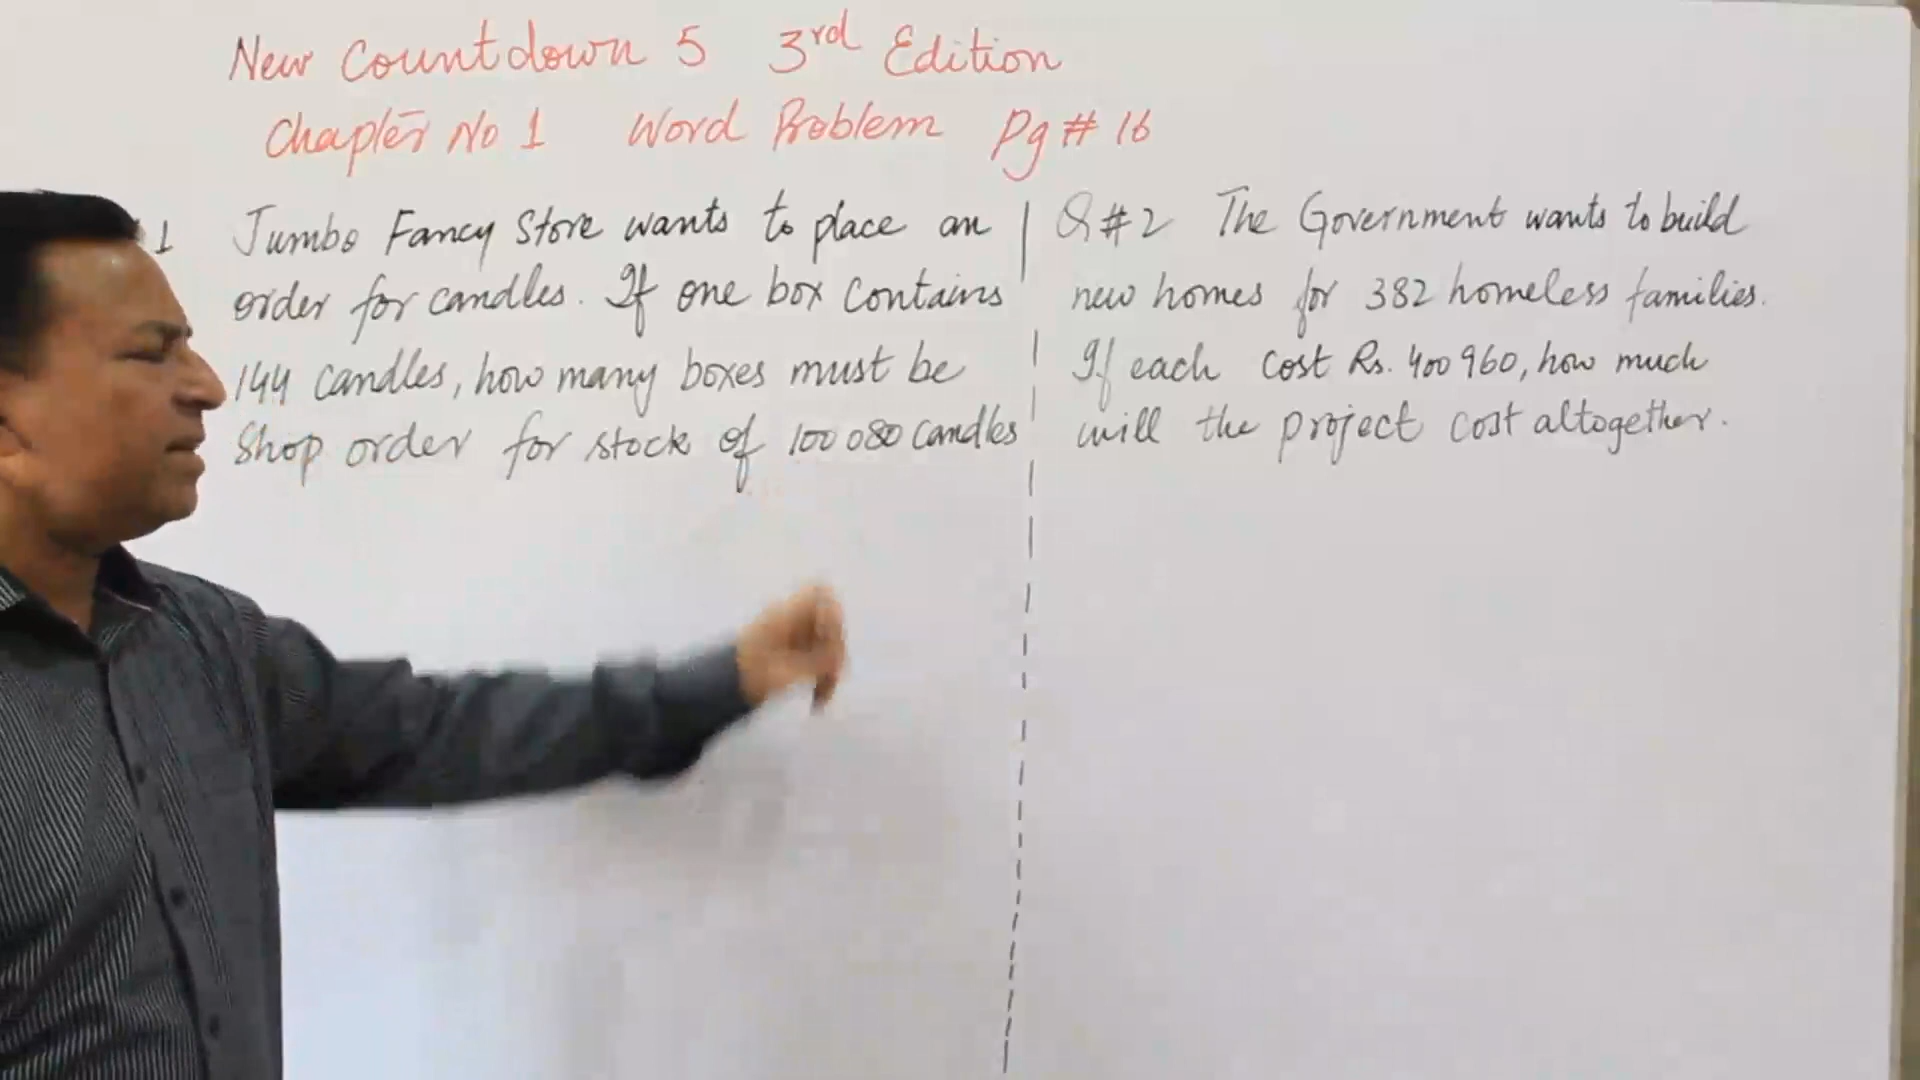 New Countdown 5 3rd Edition
Chapter No 1 Word Problem Pg # 16
1 Jumbo Fancy Store wants to place an
order for candles. If one box contains
144 candles, how many boxes must be
Shop order for stock of 100 080 candles
Q # 2 The Government wants to build
new homes for 382 homeless families.
If each cost Rs. 400 960, how much
will the project cost altogether.